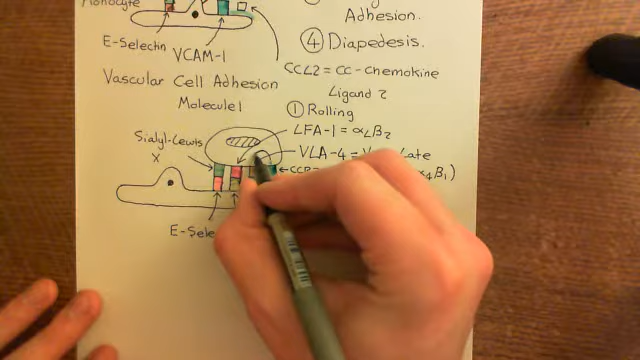 Monocyte
E-Selectin
VCAM-1
Vascular Cell Adhesion
Molecule 1
Adhesion.
④ Diapedesis.
CCL2 = CC-chemokine
Ligand 2
① Rolling
LFA-1 = αLβ2
VLA-4 = V Late
α4β1)
Sialyl-Lewis
X
E-Sele